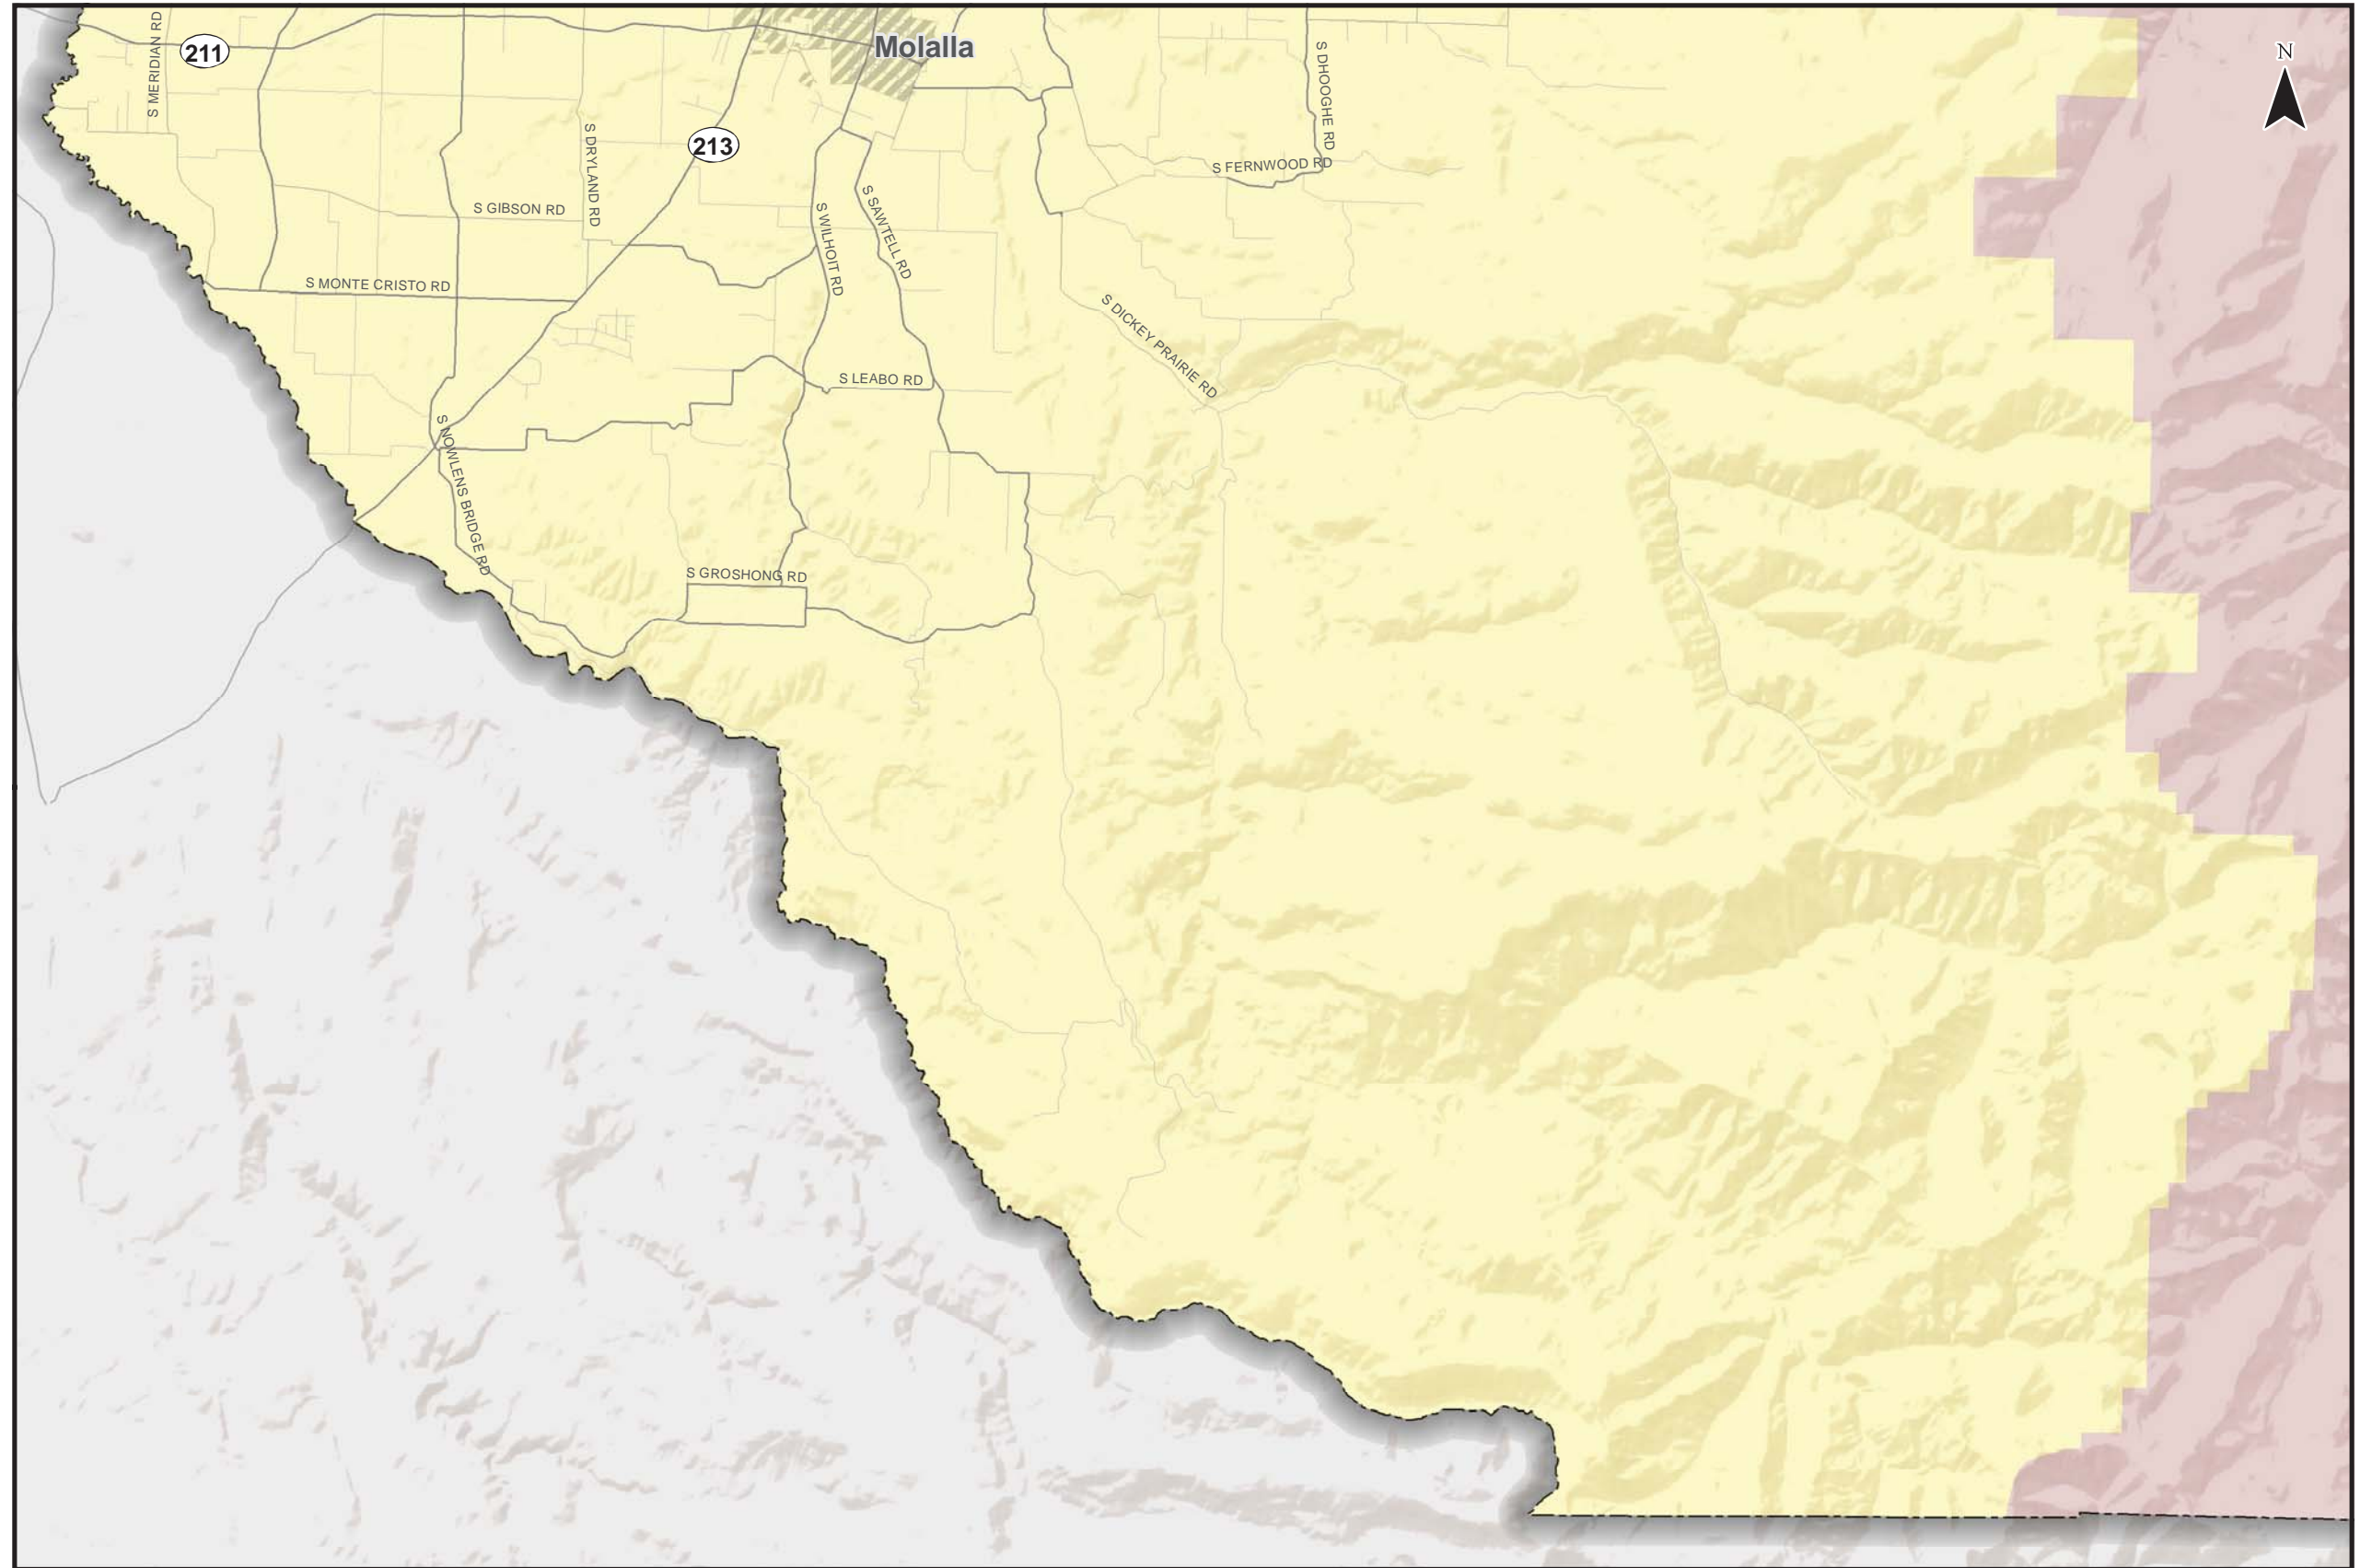 S MERIDIAN RD
211
Molalla
N
S DHOOGHE RD
213
S DRYLAND RD
S FERNWOOD RD
S GIBSON RD
S WILHOIT RD
S SAWTELL RD
S MONTE CRISTO RD
S DICKEY PRAIRIE RD
S LEABO RD
S NOWLENS BRIDGE RD
S GROSHONG RD